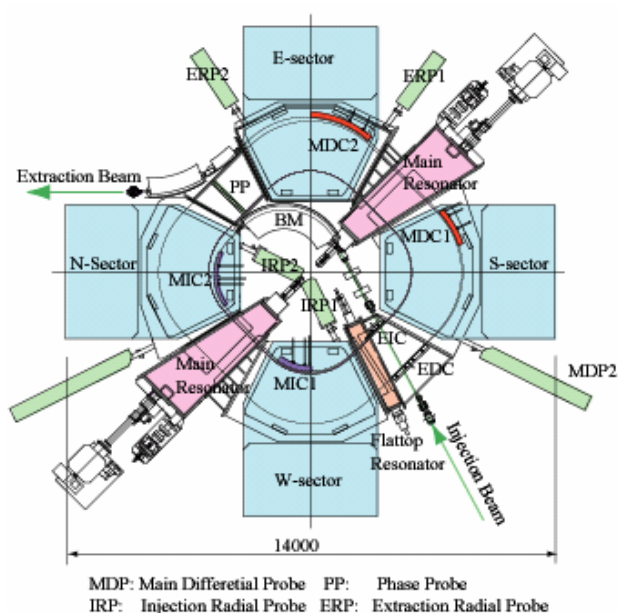 E-sector
ERP2
ERP1
MDC2
Main
Resonator
Extraction Beam
PP
BM
MDC1
N-Sector
IRP2
S-sector
MIC2
IRP1
EIC
Main
Resonator
MIC1
EDC
MDP2
Flattop
Resonator
Injection Beam
W-sector
14000
MDP: Main Differetial Probe PP: Phase Probe
IRP: Injection Radial Probe ERP: Extraction Radial Probe